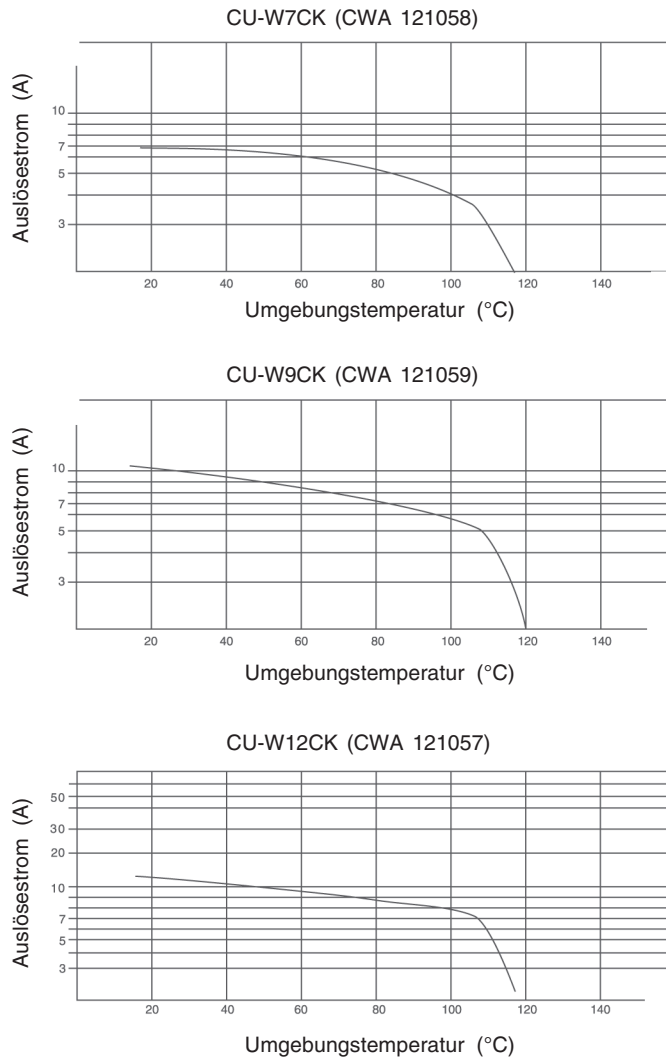 CU-W7CK (CWA 121058)
Auslösestrom (A)
10
7
5
3
20 40 60 80 100 120 140
Umgebungstemperatur (°C)
CU-W9CK (CWA 121059)
Auslösestrom (A)
10
7
5
3
20 40 60 80 100 120 140
Umgebungstemperatur (°C)
CU-W12CK (CWA 121057)
Auslösestrom (A)
50
30
20
10
7
5
3
20 40 60 80 100 120 140
Umgebungstemperatur (°C)